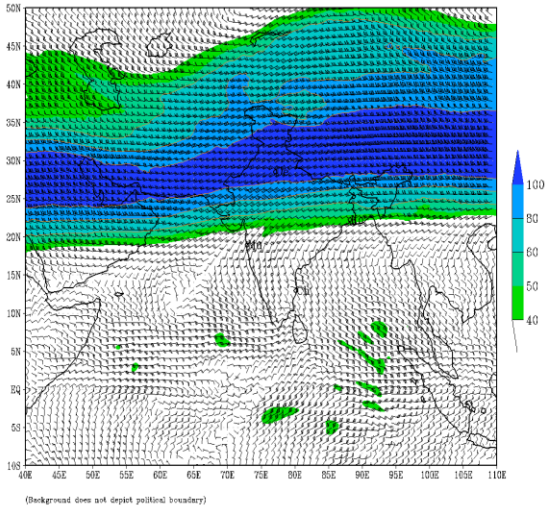 50N
45N
40N
35N
30N
25N
20N
15N
10N
5N
EQ
5S
10S
40E 45E 50E 55E 60E 65E 70E 75E 80E 85E 90E 95E 100E 105E 110E
100
80
60
50
40
(Background does not depict political boundary)